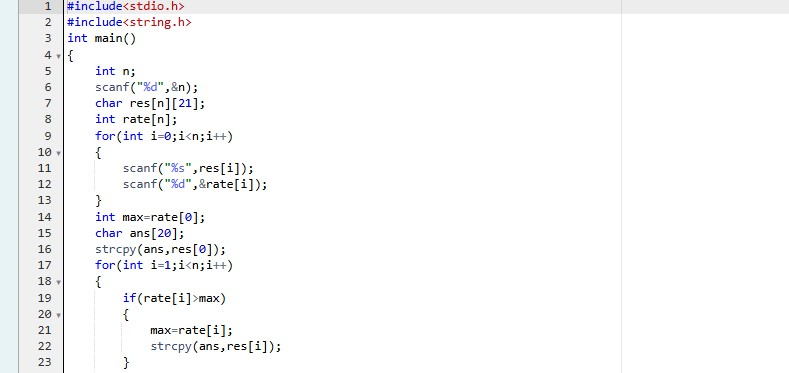 1 #include<stdio.h>
2 #include<string.h>
3 int main()
4 {
5     int n;
6     scanf("%d",&n);
7     char res[n][21];
8     int rate[n];
9     for(int i=0;i<n;i++)
10     {
11         scanf("%s",res[i]);
12         scanf("%d",&rate[i]);
13     }
14     int max=rate[0];
15     char ans[20];
16     strcpy(ans,res[0]);
17     for(int i=1;i<n;i++)
18     {
19         if(rate[i]>max)
20         {
21             max=rate[i];
22             strcpy(ans,res[i]);
23         }